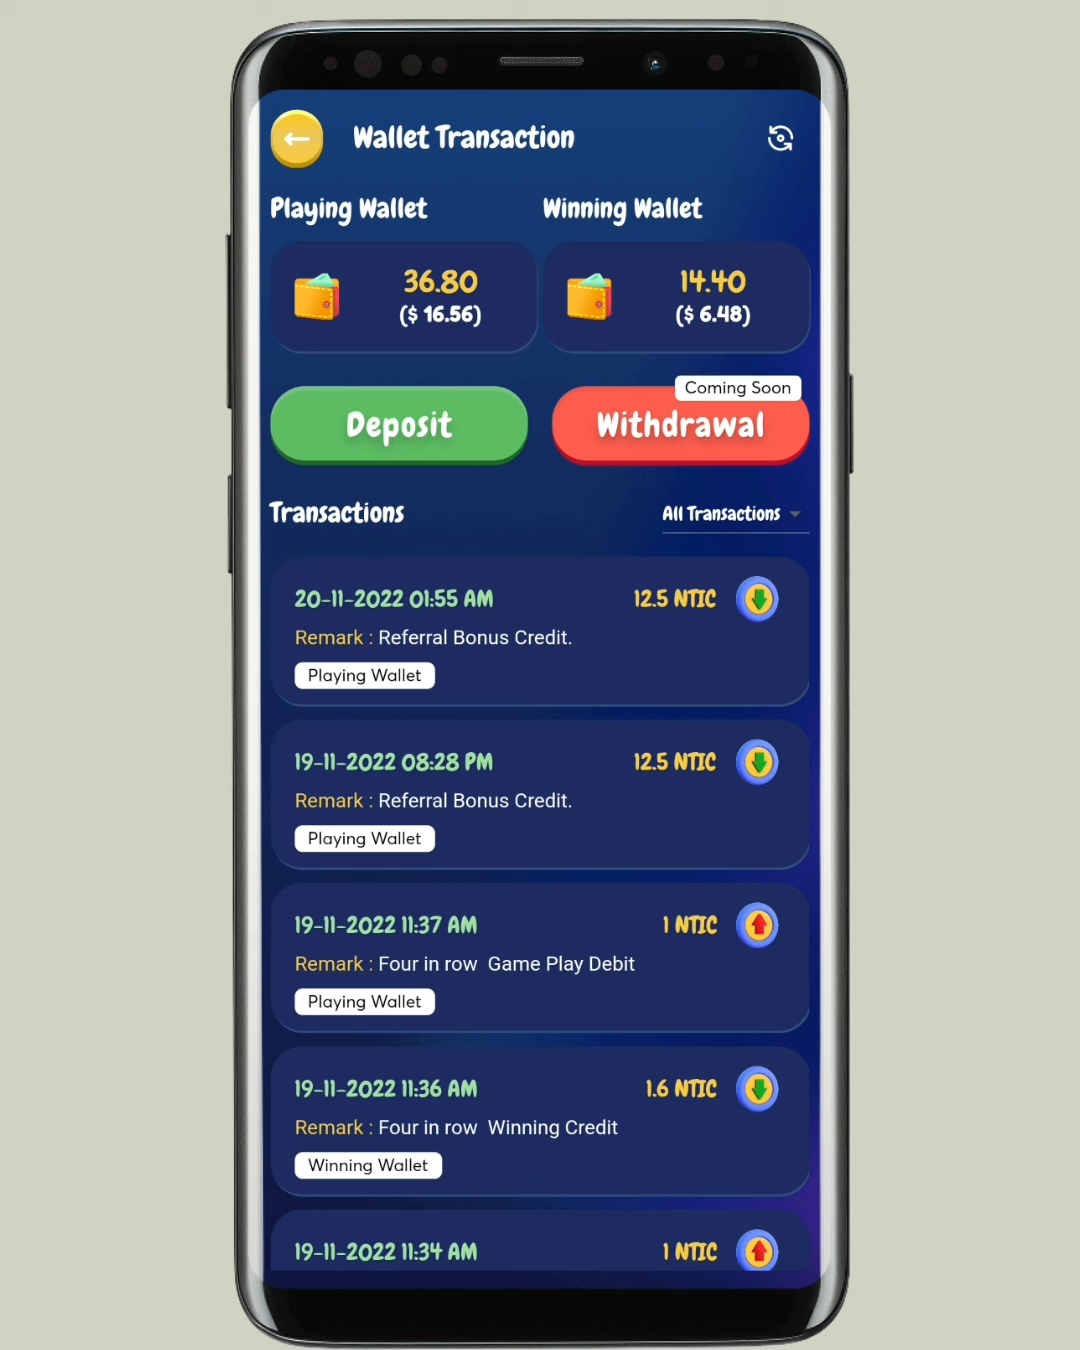 Wallet Transaction
Playing Wallet
Winning Wallet
36.80
($ 16.56)
14.40
($ 6.48)
Coming Soon
Deposit
Withdrawal
Transactions
All Transactions
20-11-2022 01:55 AM
12.5 NTIC
Remark : Referral Bonus Credit.
Playing Wallet
19-11-2022 08:28 PM
12.5 NTIC
Remark : Referral Bonus Credit.
Playing Wallet
19-11-2022 11:37 AM
1 NTIC
Remark : Four in row  Game Play Debit
Playing Wallet
19-11-2022 11:36 AM
1.6 NTIC
Remark : Four in row  Winning Credit
Winning Wallet
19-11-2022 11:34 AM
1 NTIC